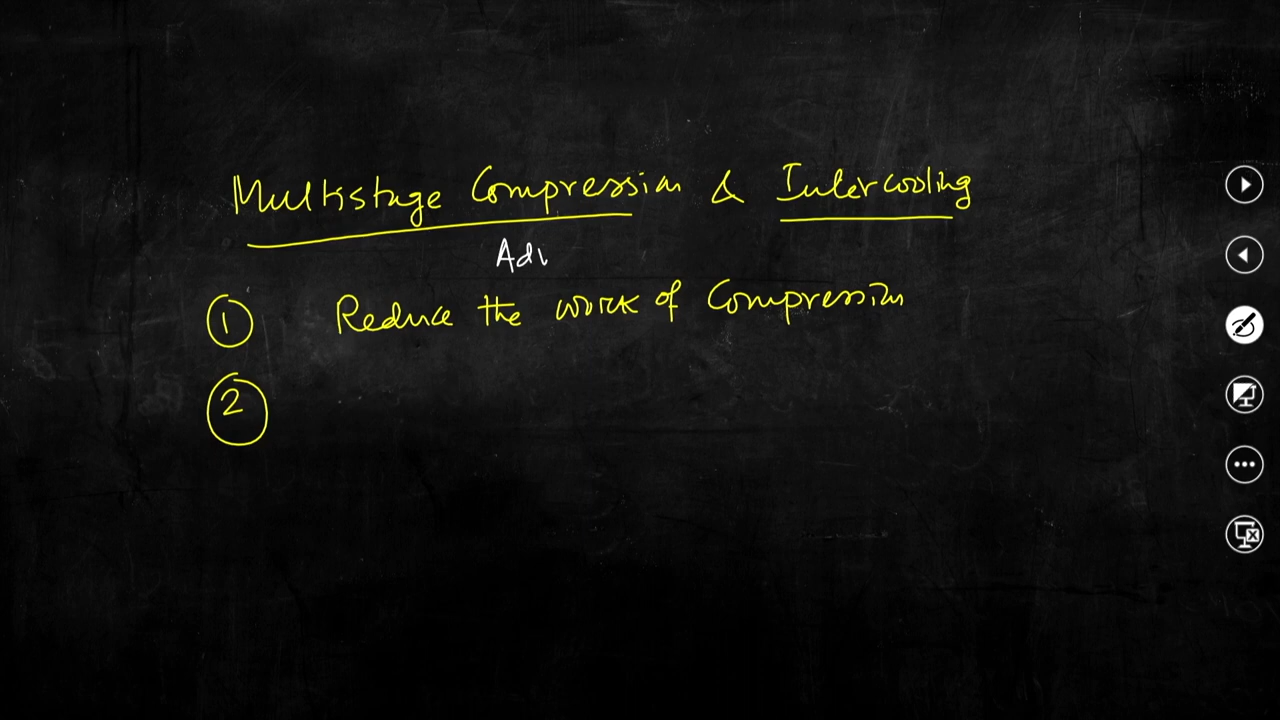 Multistage Compression & Intercooling
Adv
① Reduce the work of Compression
②